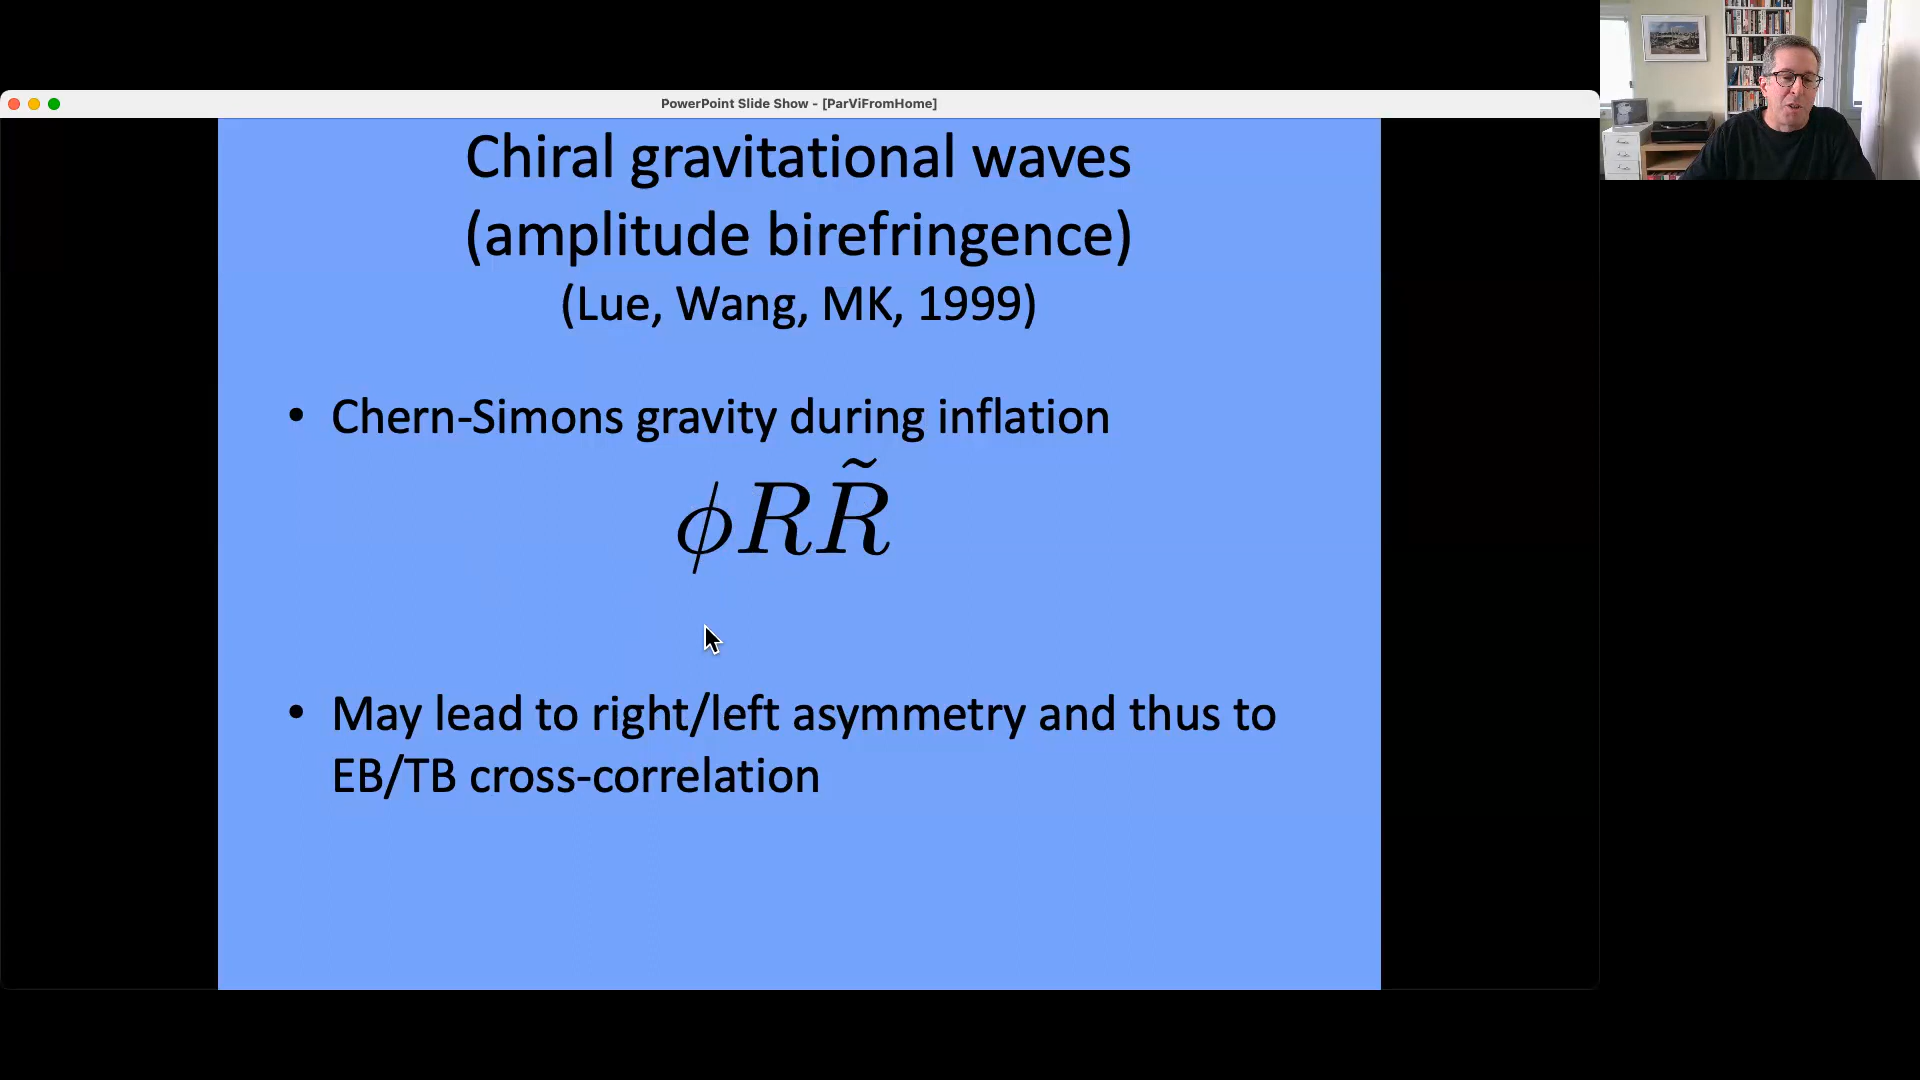 PowerPoint Slide Show - [ParViFromHome]
Chiral gravitational waves
(amplitude birefringence)
(Lue, Wang, MK, 1999)
• Chern-Simons gravity during inflation
ϕRR̃
• May lead to right/left asymmetry and thus to
EB/TB cross-correlation